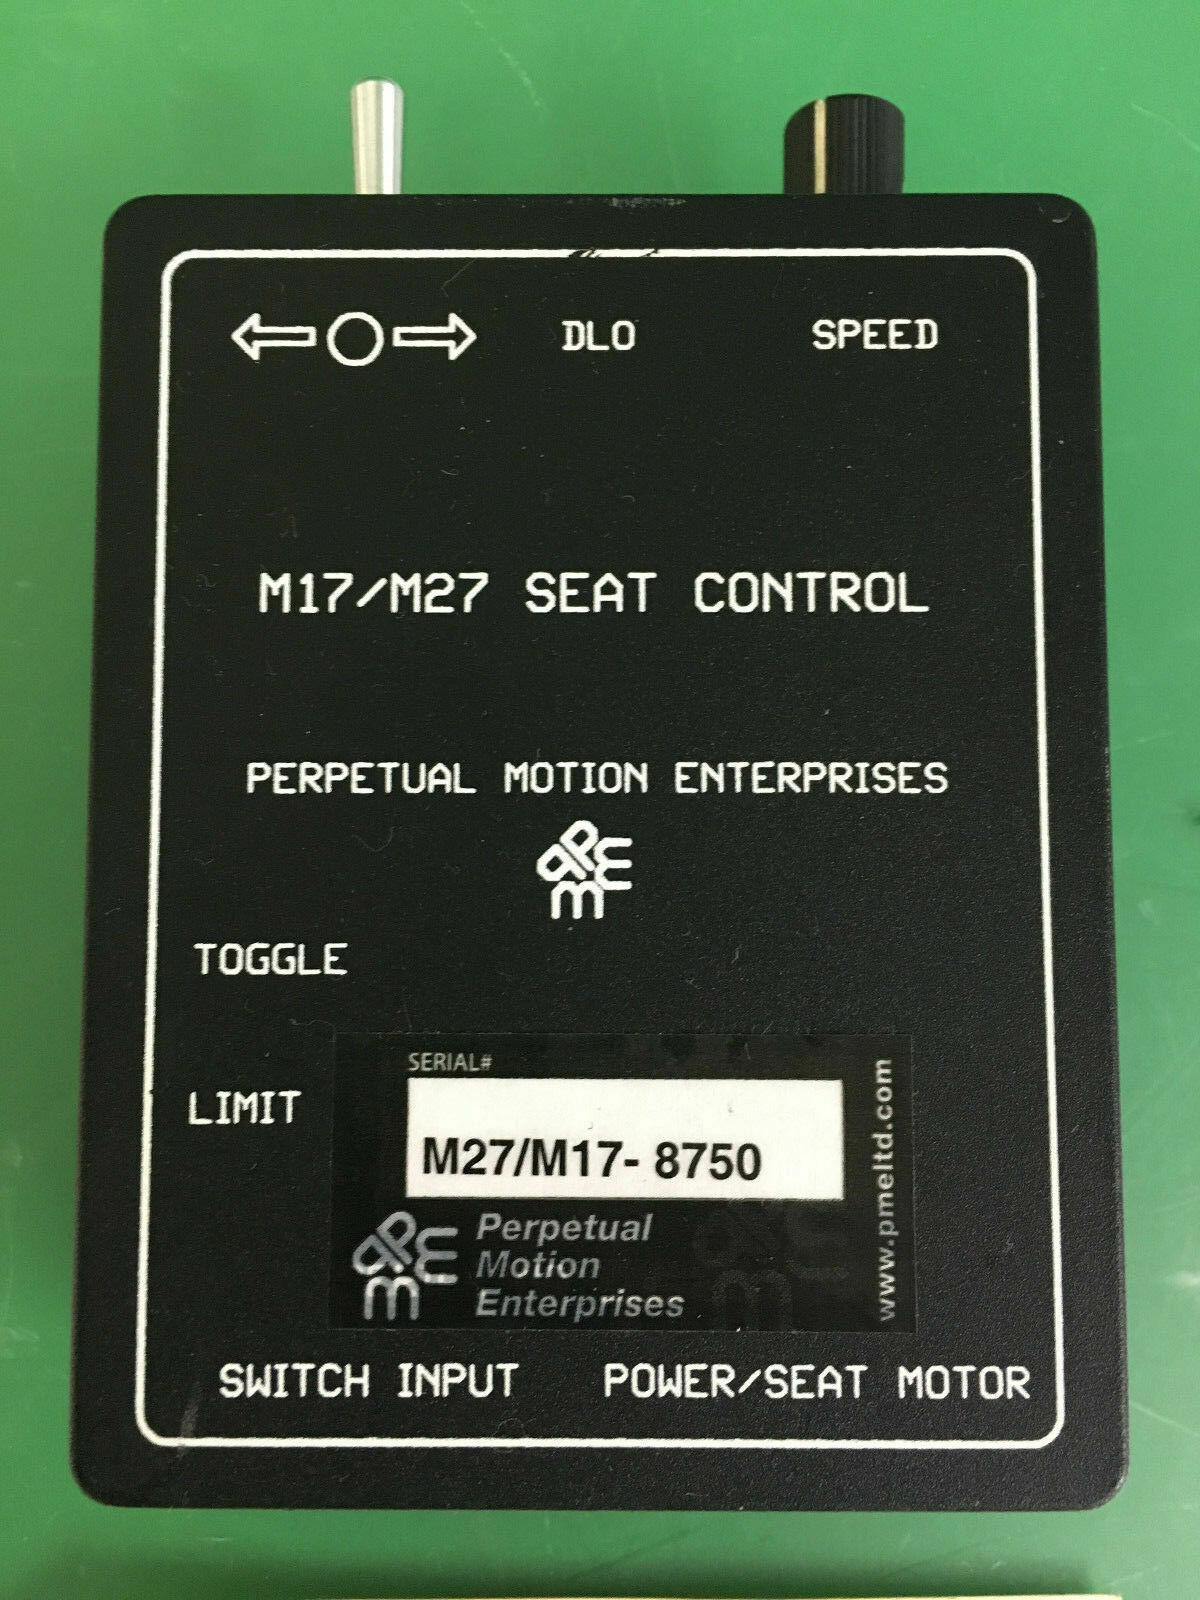 DLO SPEED
M17/M27 SEAT CONTROL
PERPETUAL MOTION ENTERPRISES
PME
TOGGLE
SERIAL#
LIMIT
M27/M17- 8750
www.pmeltd.com
PME
Perpetual
Motion
Enterprises
SWITCH INPUT POWER/SEAT MOTOR